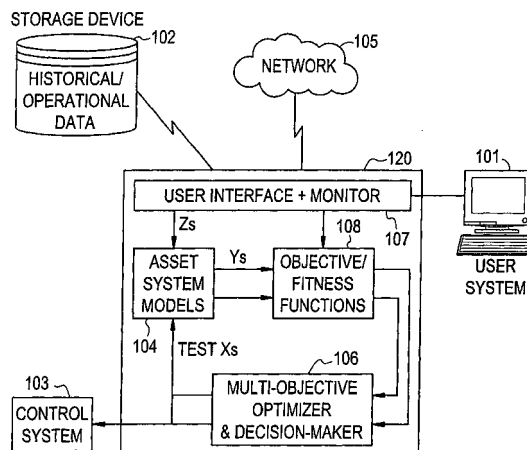 STORAGE DEVICE
102
HISTORICAL/
OPERATIONAL
DATA
105
NETWORK
120
101
USER INTERFACE + MONITOR
107
USER
SYSTEM
Zs
108
ASSET
SYSTEM
MODELS
104
Ys
OBJECTIVE/
FITNESS
FUNCTIONS
TEST Xs
106
MULTI-OBJECTIVE
OPTIMIZER
& DECISION-MAKER
103
CONTROL
SYSTEM